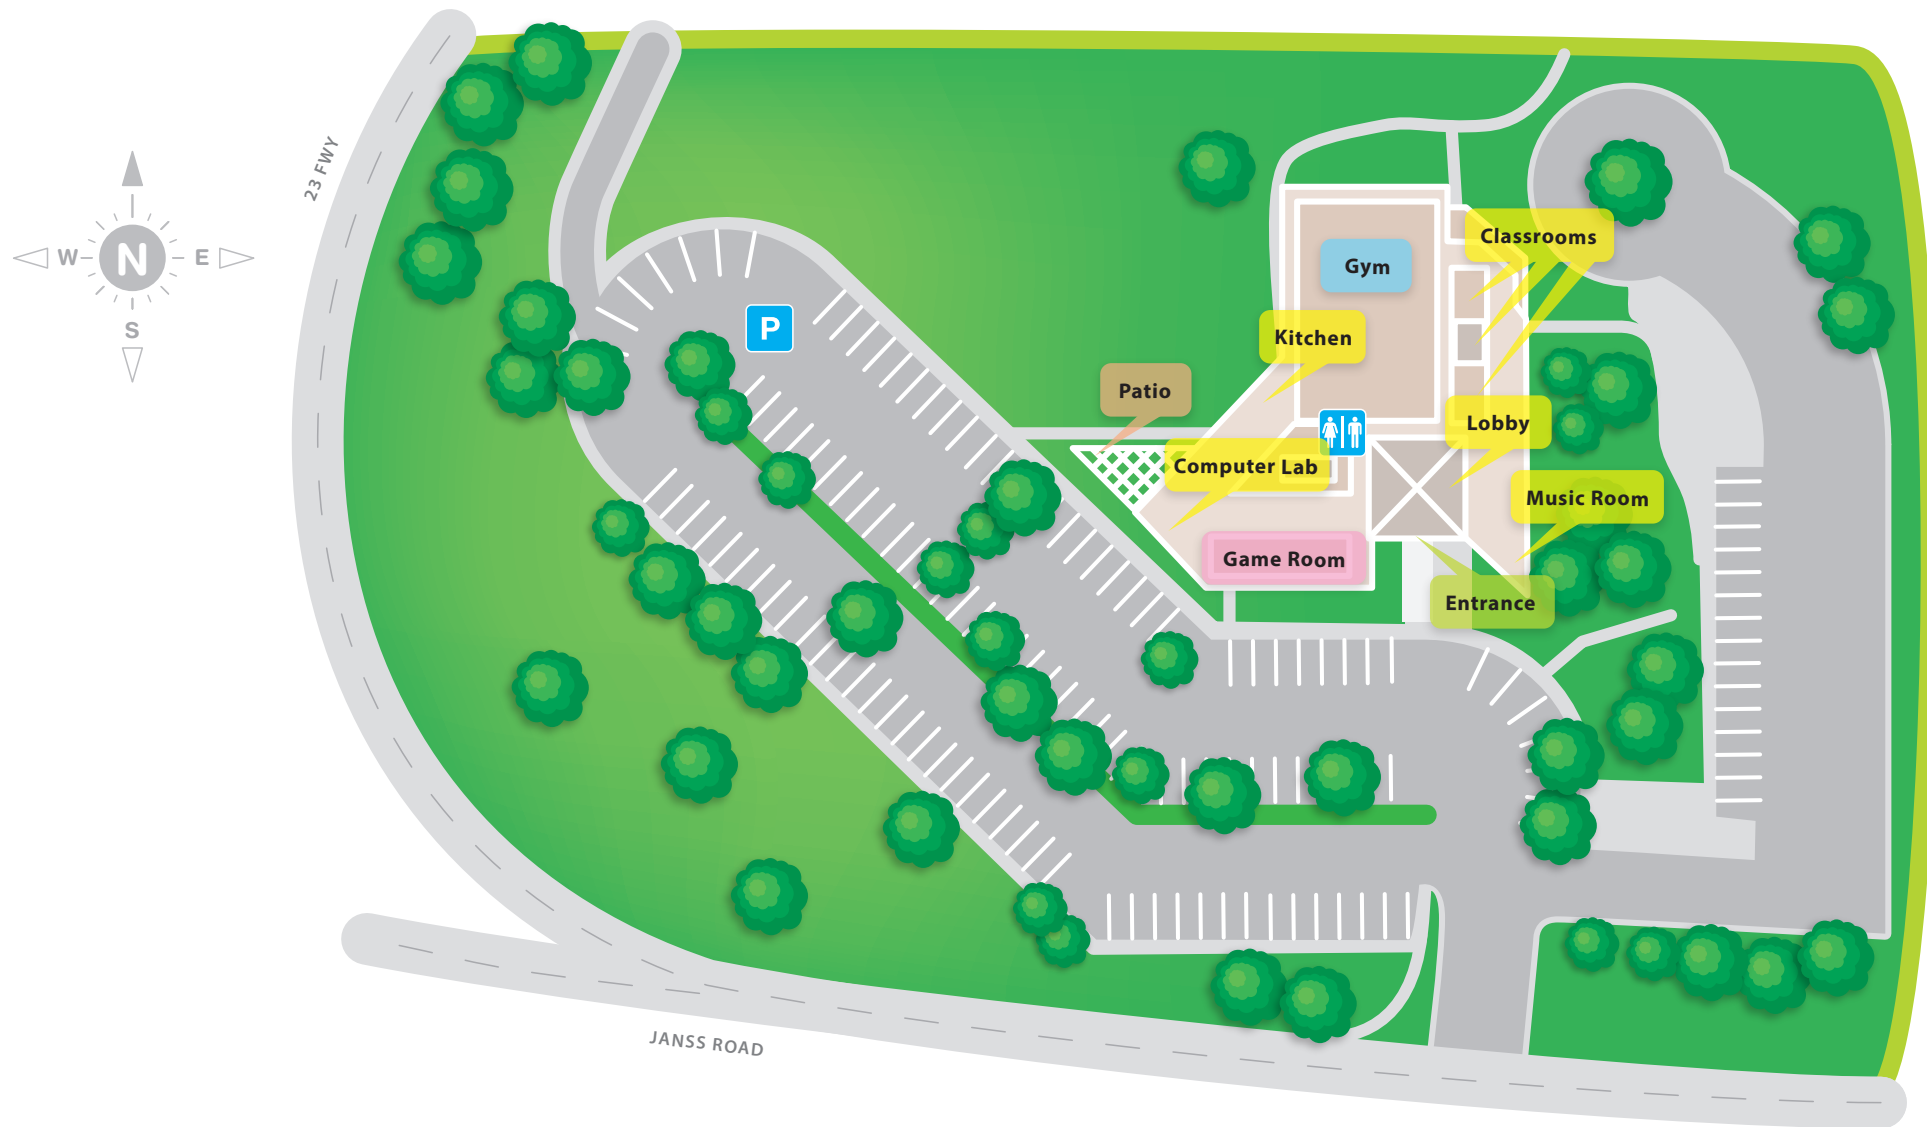 23 FWY
N
W
E
S
P
Classrooms
Gym
Kitchen
Patio
Lobby
Computer Lab
Music Room
Game Room
Entrance
JANSS ROAD